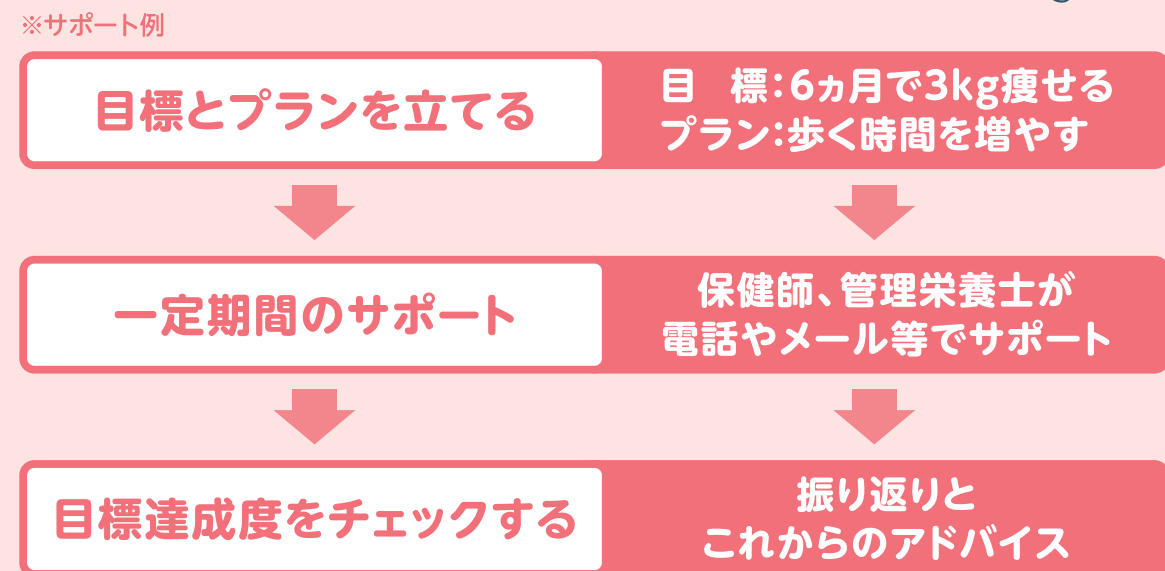 ※サポート例
目標とプランを立てる
目　標：6ヵ月で3kg痩せる
プラン：歩く時間を増やす
一定期間のサポート
保健師、管理栄養士が
電話やメール等でサポート
目標達成度をチェックする
振り返りと
これからのアドバイス